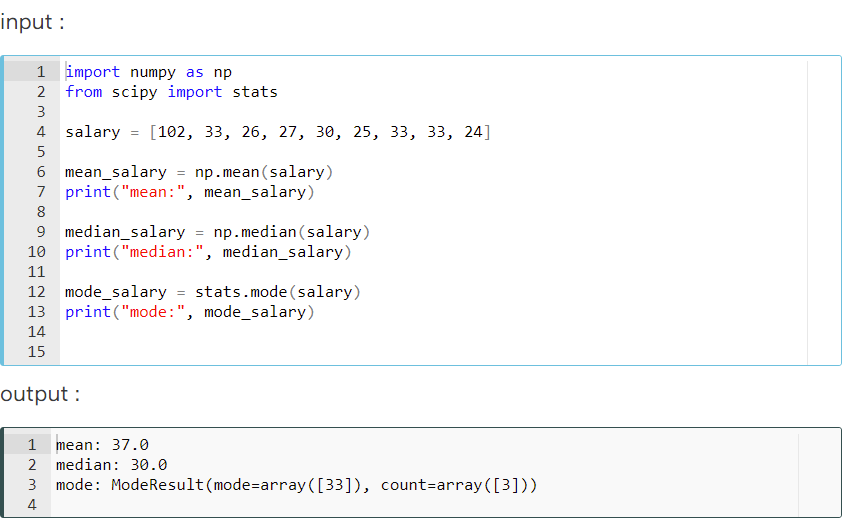 input :
1 import numpy as np
2 from scipy import stats
3
4 salary = [102, 33, 26, 27, 30, 25, 33, 33, 24]
5
6 mean_salary = np.mean(salary)
7 print("mean:", mean_salary)
8
9 median_salary = np.median(salary)
10 print("median:", median_salary)
11
12 mode_salary = stats.mode(salary)
13 print("mode:", mode_salary)
14
15
output :
1 mean: 37.0
2 median: 30.0
3 mode: ModeResult(mode=array([33]), count=array([3]))
4